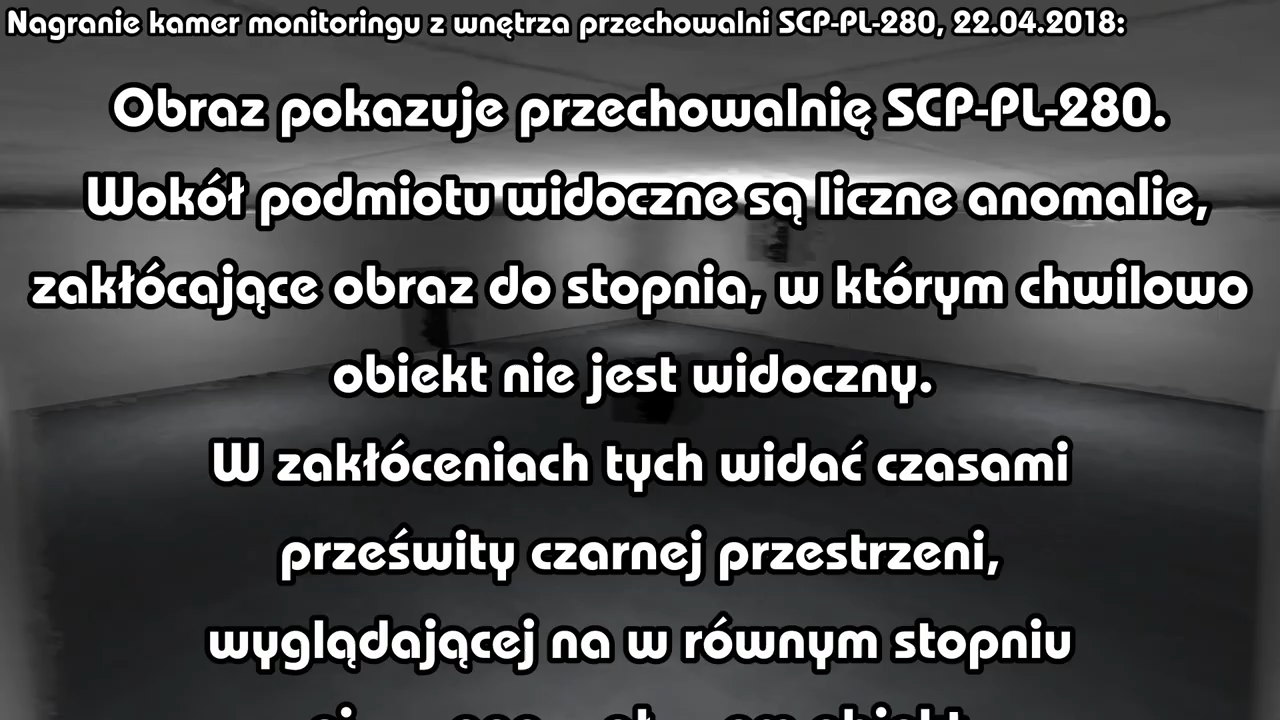 Nagranie kamer monitoringu z wnętrza przechowalni SCP-PL-280, 22.04.2018:
Obraz pokazuje przechowalnię SCP-PL-280.
Wokół podmiotu widoczne są liczne anomalie,
zakłócające obraz do stopnia, w którym chwilowo
obiekt nie jest widoczny.
W zakłóceniach tych widać czasami
prześwity czarnej przestrzeni,
wyglądającej na w równym stopniu
obiekt